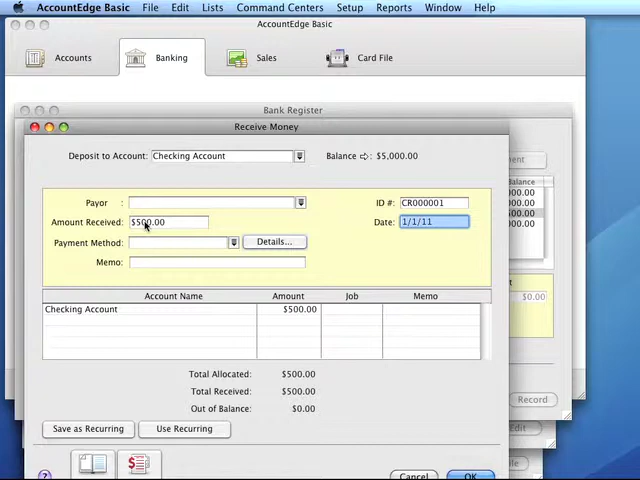 AccountEdge Basic File Edit Lists Command Centers Setup Reports Window Help
AccountEdge Basic
Accounts Banking Sales Card File
Bank Register
Receive Money
Deposit to Account: Checking Account Balance ⇨: $5,000.00
Payor : ID #: CR000001
Amount Received: $500.00 Date: 1/1/11
Payment Method: Details...
Memo:
Account Name Amount Job Memo
Checking Account $500.00
Total Allocated: $500.00
Total Received: $500.00
Out of Balance: $0.00
Save as Recurring Use Recurring
? Cancel OK
Balance
$0.00
Record
Edit